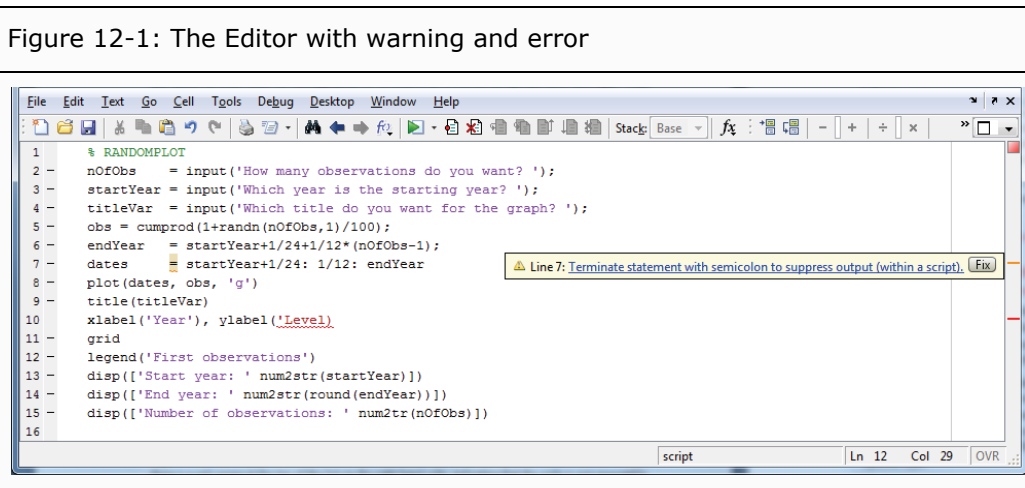 Figure 12-1: The Editor with warning and error
File Edit Text Go Cell Tools Debug Desktop Window Help
Stack: Base fx
1 % RANDOMPLOT
2 - nOfObs = input('How many observations do you want? ');
3 - startYear = input('Which year is the starting year? ');
4 - titleVar = input('Which title do you want for the graph? ');
5 - obs = cumprod(1+randn(nOfObs,1)/100);
6 - endYear = startYear+1/24+1/12*(nOfObs-1);
7 - dates = startYear+1/24: 1/12: endYear
⚠ Line 7: Terminate statement with semicolon to suppress output (within a script). Fix
8 - plot(dates, obs, 'g')
9 - title(titleVar)
10 xlabel('Year'), ylabel('Level)
11 - grid
12 - legend('First observations')
13 - disp(['Start year: ' num2str(startYear)])
14 - disp(['End year: ' num2str(round(endYear))])
15 - disp(['Number of observations: ' num2tr(nOfObs)])
16
script Ln 12 Col 29 OVR